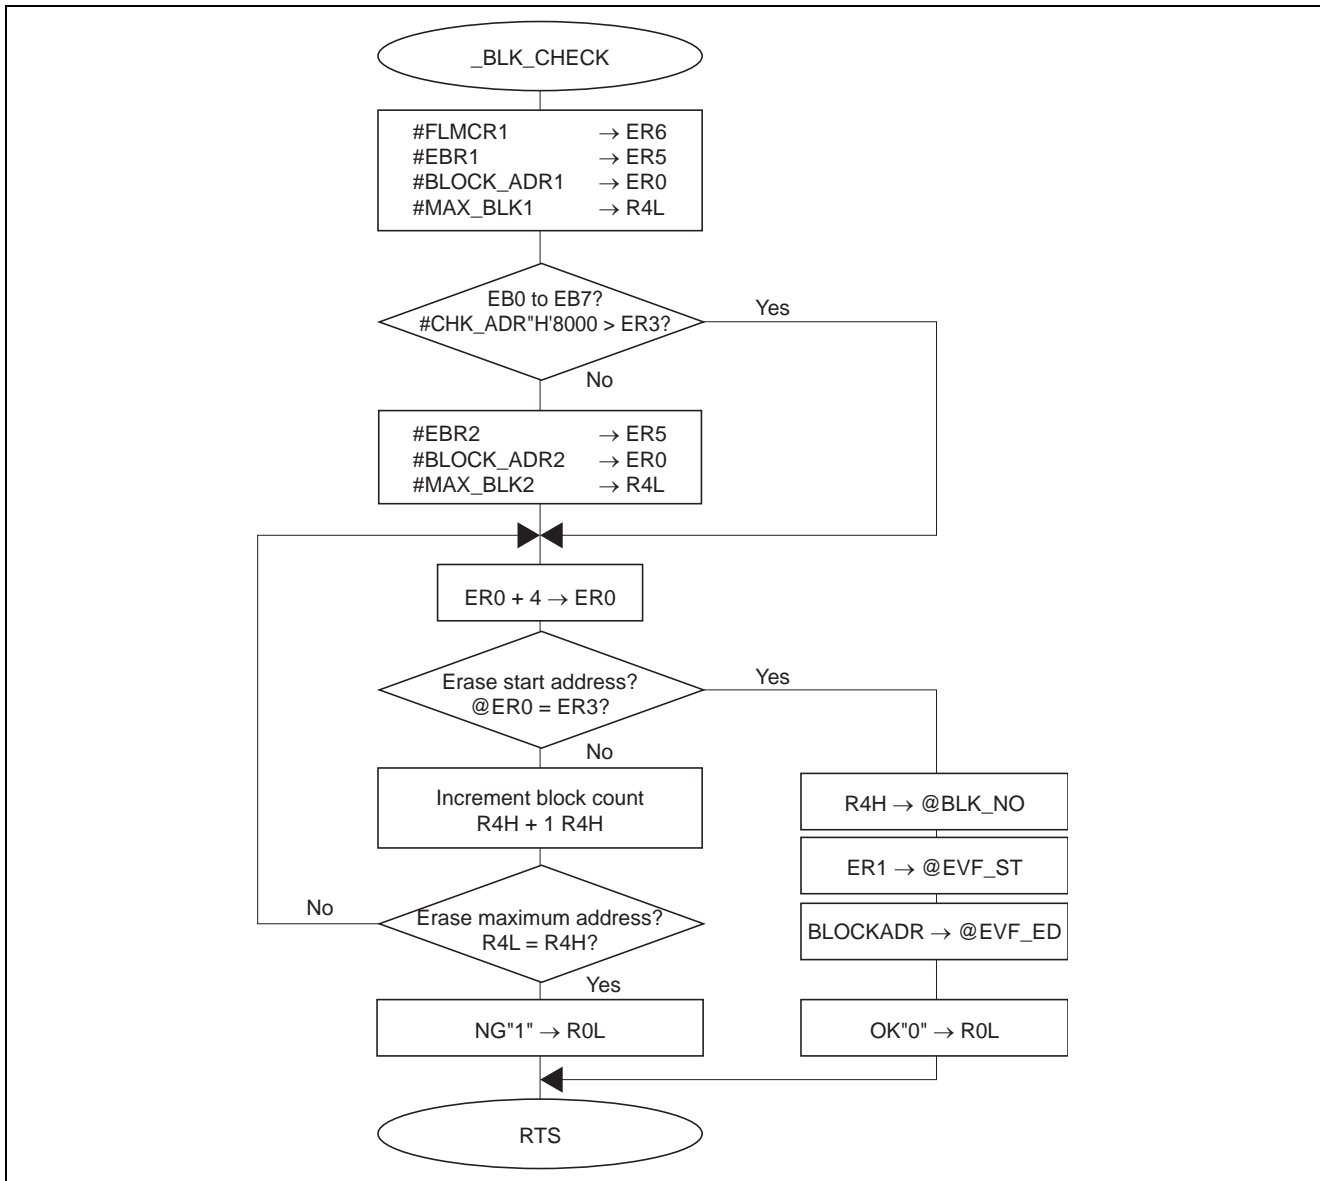 _BLK_CHECK
#FLMCR1 → ER6
#EBR1 → ER5
#BLOCK_ADR1 → ER0
#MAX_BLK1 → R4L
EB0 to EB7?
#CHK_ADR"H'8000 > ER3?
Yes
No
#EBR2 → ER5
#BLOCK_ADR2 → ER0
#MAX_BLK2 → R4L
ER0 + 4 → ER0
Erase start address?
@ER0 = ER3?
Yes
No
Increment block count
R4H + 1 R4H
R4H → @BLK_NO
ER1 → @EVF_ST
BLOCKADR → @EVF_ED
OK"0" → R0L
Erase maximum address?
R4L = R4H?
No
Yes
NG"1" → R0L
RTS